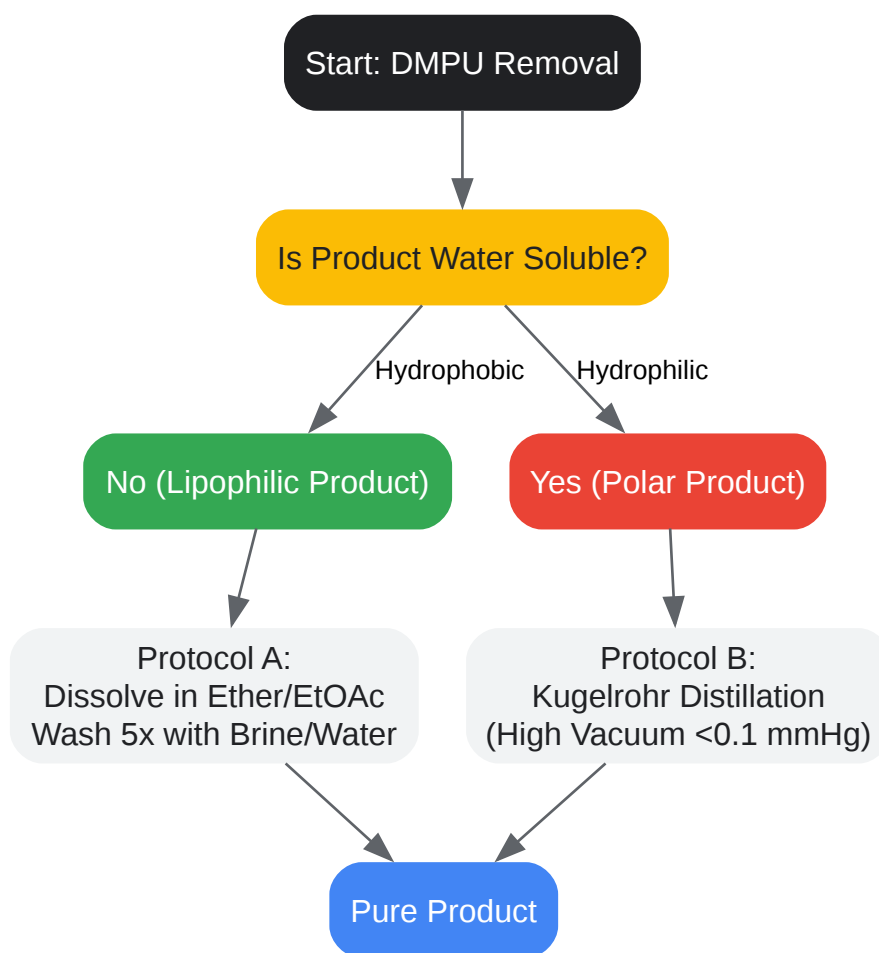 Start: DMPU Removal
Is Product Water Soluble?
Hydrophobic
Hydrophilic
No (Lipophilic Product)
Yes (Polar Product)
Protocol A:
Dissolve in Ether/EtOAc
Wash 5x with Brine/Water
Protocol B:
Kugelrohr Distillation
(High Vacuum <0.1 mmHg)
Pure Product